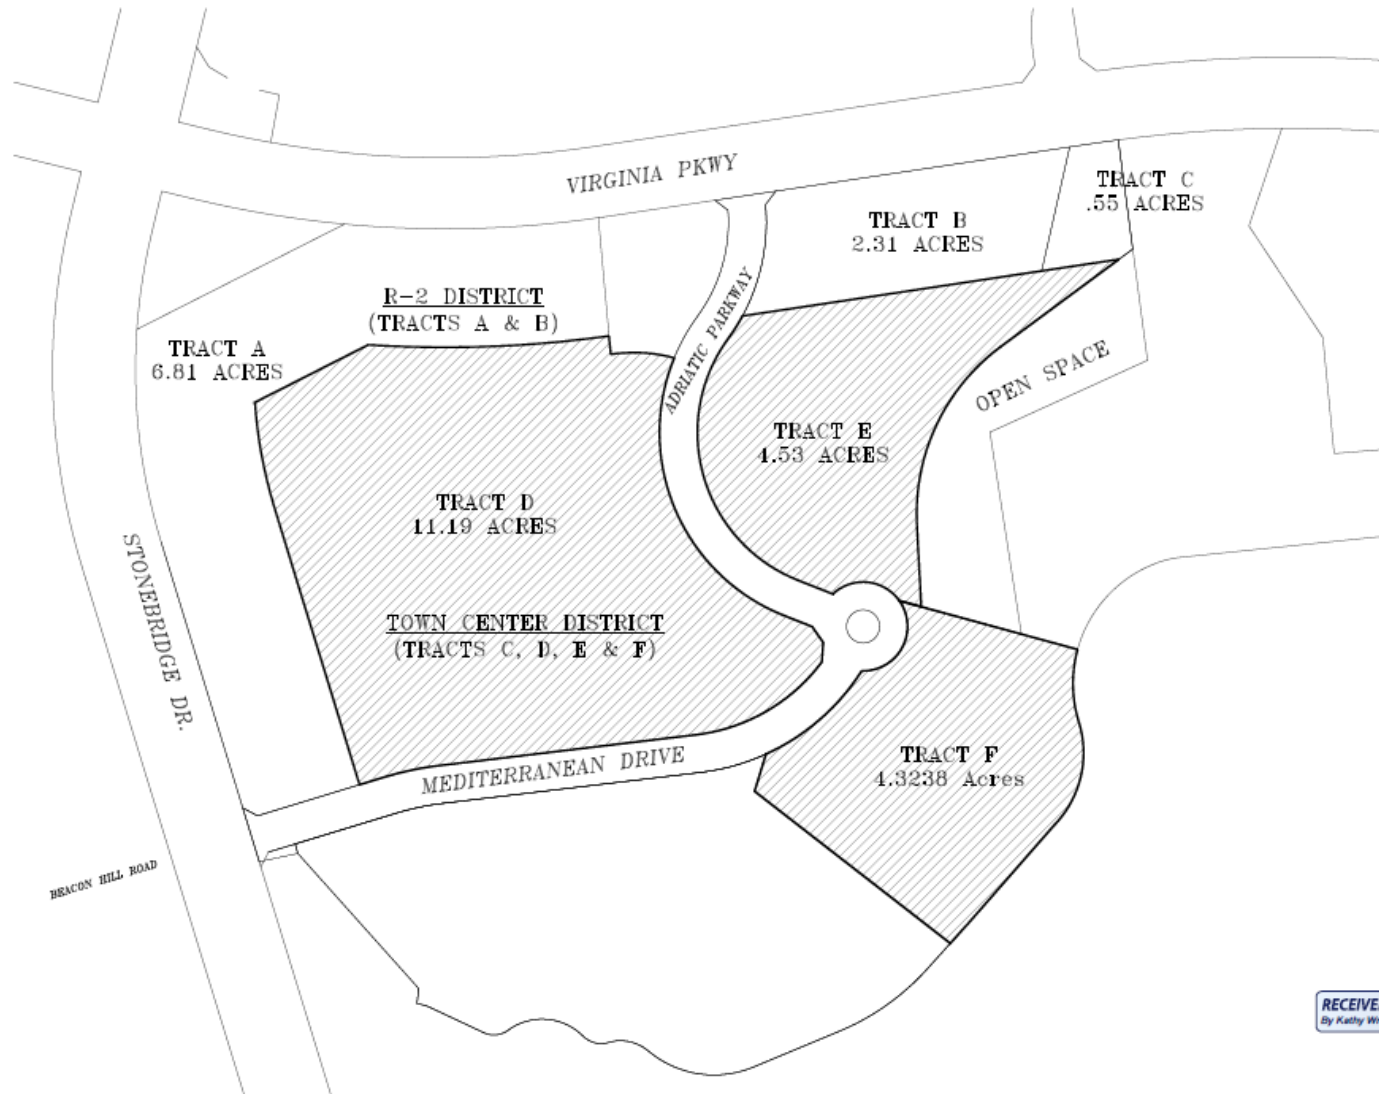 VIRGINIA PKWY
TRACT C
.55 ACRES
TRACT B
2.31 ACRES
R-2 DISTRICT
(TRACTS A & B)
ADRIATIC PARKWAY
TRACT A
6.81 ACRES
OPEN SPACE
TRACT E
4.53 ACRES
TRACT D
11.19 ACRES
STONEBRIDGE DR.
TOWN CENTER DISTRICT
(TRACTS C, D, E & F)
MEDITERRANEAN DRIVE
TRACT F
4.3238 Acres
BEACON HILL ROAD
RECEIVE
By Kathy